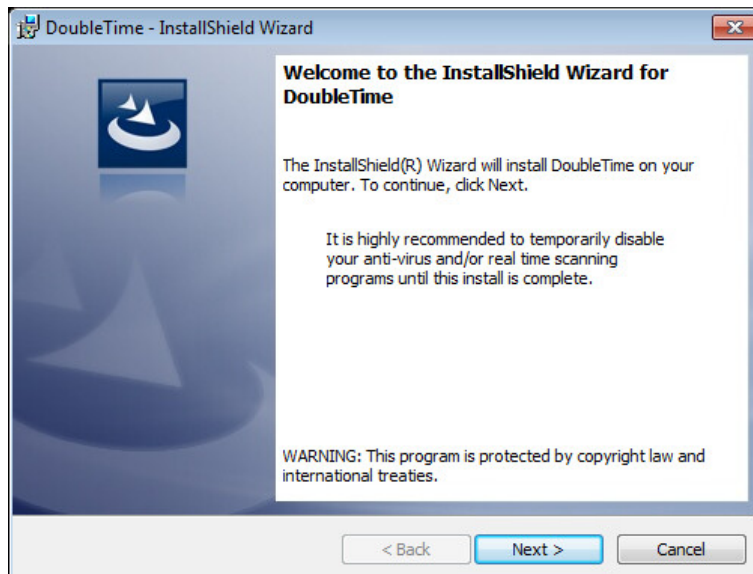 DoubleTime - InstallShield Wizard
Welcome to the InstallShield Wizard for
DoubleTime
The InstallShield(R) Wizard will install DoubleTime on your
computer. To continue, click Next.
It is highly recommended to temporarily disable
your anti-virus and/or real time scanning
programs until this install is complete.
WARNING: This program is protected by copyright law and
international treaties.
< Back Next > Cancel